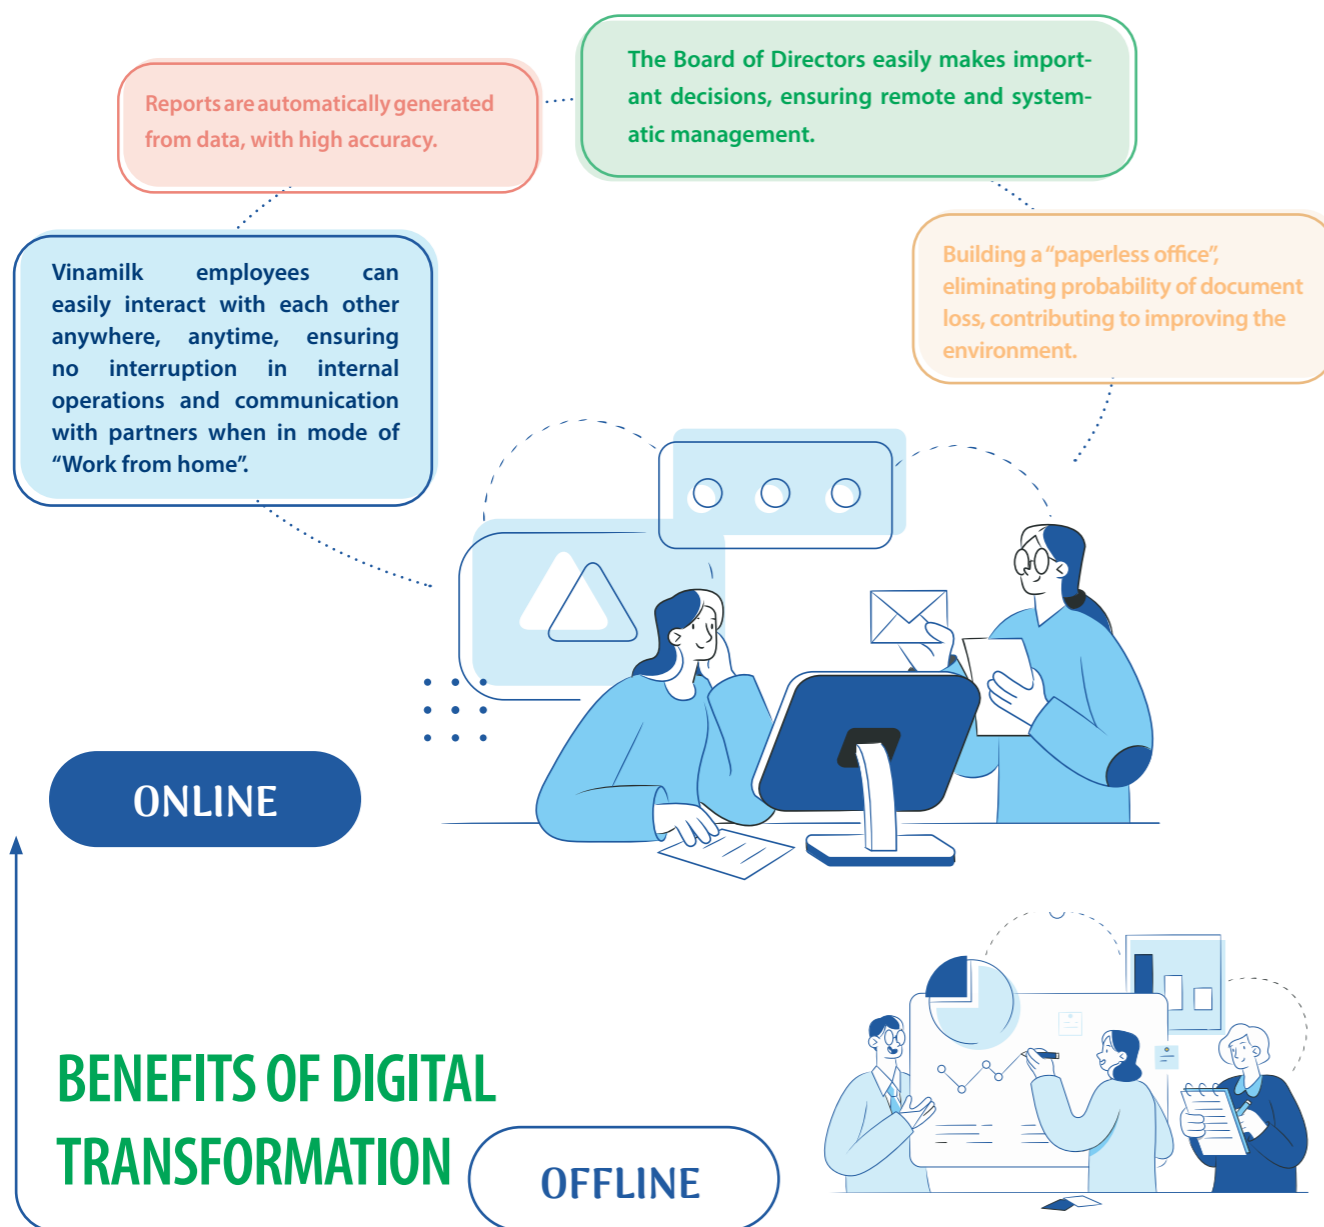 The Board of Directors easily makes import-
ant decisions, ensuring remote and system-
atic management.
Reports are automatically generated
from data, with high accuracy.
Vinamilk employees can
easily interact with each other
anywhere, anytime, ensuring
no interruption in internal
operations and communication
with partners when in mode of
“Work from home”.
Building a “paperless office”,
eliminating probability of document
loss, contributing to improving the
environment.
ONLINE
BENEFITS OF DIGITAL
TRANSFORMATION
OFFLINE